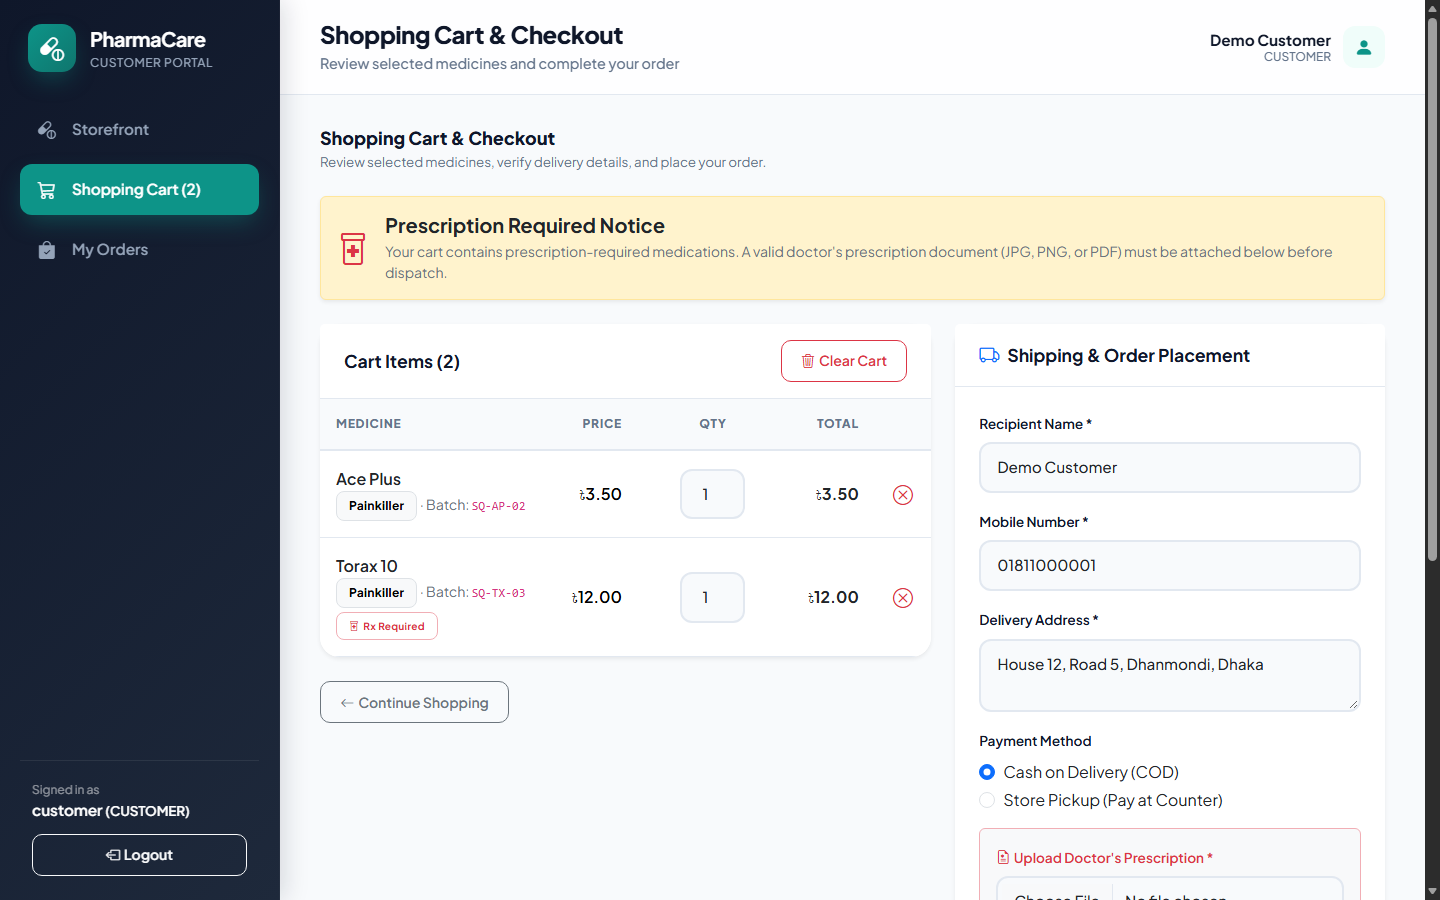 PharmaCare
CUSTOMER PORTAL
Storefront
Shopping Cart (2)
My Orders
Signed in as
customer (CUSTOMER)
Logout
Shopping Cart & Checkout
Review selected medicines and complete your order
Demo Customer
CUSTOMER
Shopping Cart & Checkout
Review selected medicines, verify delivery details, and place your order.
Prescription Required Notice
Your cart contains prescription-required medications. A valid doctor's prescription document (JPG, PNG, or PDF) must be attached below before
dispatch.
Cart Items (2)
Clear Cart
MEDICINE PRICE QTY TOTAL
Ace Plus
Painkiller · Batch: SQ-AP-02
৳3.50 1 ৳3.50
Torax 10
Painkiller · Batch: SQ-TX-03
Rx Required
৳12.00 1 ৳12.00
← Continue Shopping
Shipping & Order Placement
Recipient Name *
Demo Customer
Mobile Number *
01811000001
Delivery Address *
House 12, Road 5, Dhanmondi, Dhaka
Payment Method
Cash on Delivery (COD)
Store Pickup (Pay at Counter)
Upload Doctor's Prescription *
Choose File No file chosen